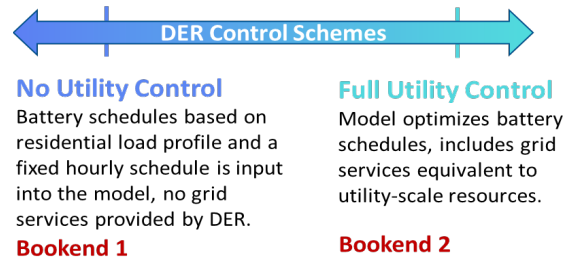 DER Control Schemes
No Utility Control
Battery schedules based on
residential load profile and a
fixed hourly schedule is input
into the model, no grid
services provided by DER.
Bookend 1
Full Utility Control
Model optimizes battery
schedules, includes grid
services equivalent to
utility-scale resources.
Bookend 2